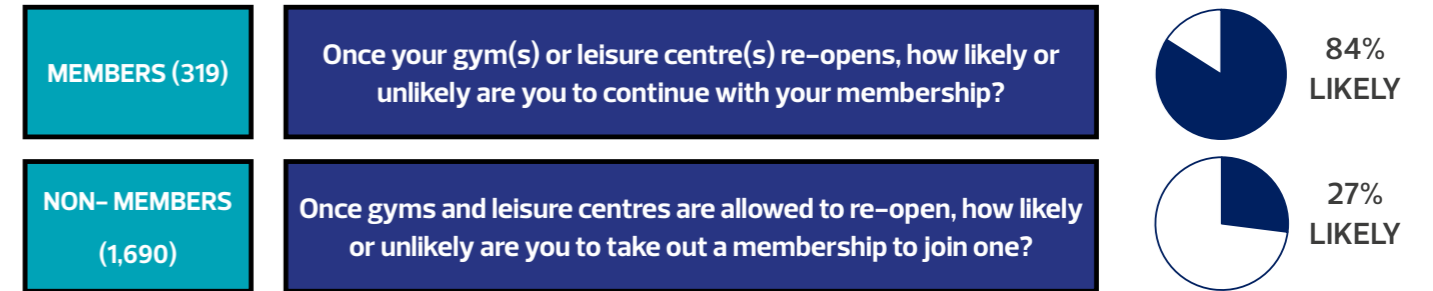 MEMBERS (319)
Once your gym(s) or leisure centre(s) re-opens, how likely or
unlikely are you to continue with your membership?
84%
LIKELY
NON- MEMBERS
(1,690)
Once gyms and leisure centres are allowed to re-open, how likely
or unlikely are you to take out a membership to join one?
27%
LIKELY